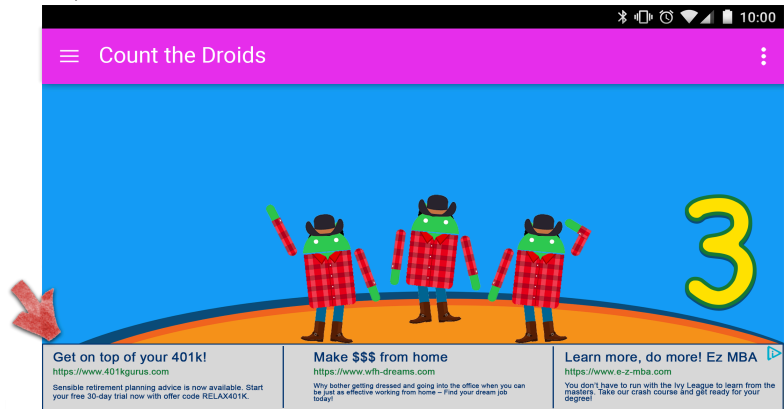 10:00
Count the Droids
3
Get on top of your 401k!
https://www.401kgurus.com
Sensible retirement planning advice is now available. Start
your free 30-day trial now with offer code RELAX401K.
Make $$$ from home
https://www.wfh-dreams.com
Why bother getting dressed and going into the office when you can
be just as effective working from home – Find your dream job
today!
Learn more, do more! Ez MBA
https://www.e-z-mba.com
You don't have to run with the Ivy League to learn from the
masters. Take our crash course and get ready for your
degree!